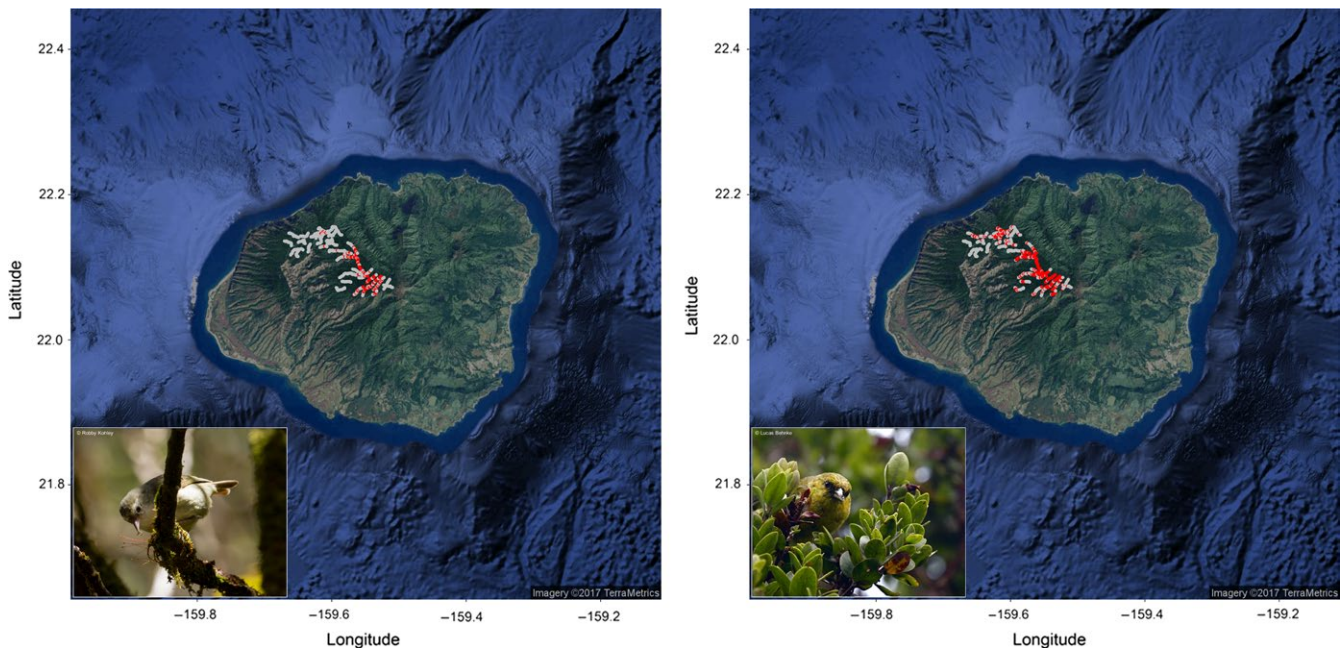 22.4
22.2
22.0
21.8
Latitude
−159.8
−159.6
−159.4
−159.2
Longitude
© Robby Kohley
Imagery ©2017 TerraMetrics
22.4
22.2
22.0
21.8
Latitude
−159.8
−159.6
−159.4
−159.2
Longitude
© Lucas Behnke
Imagery ©2017 TerraMetrics